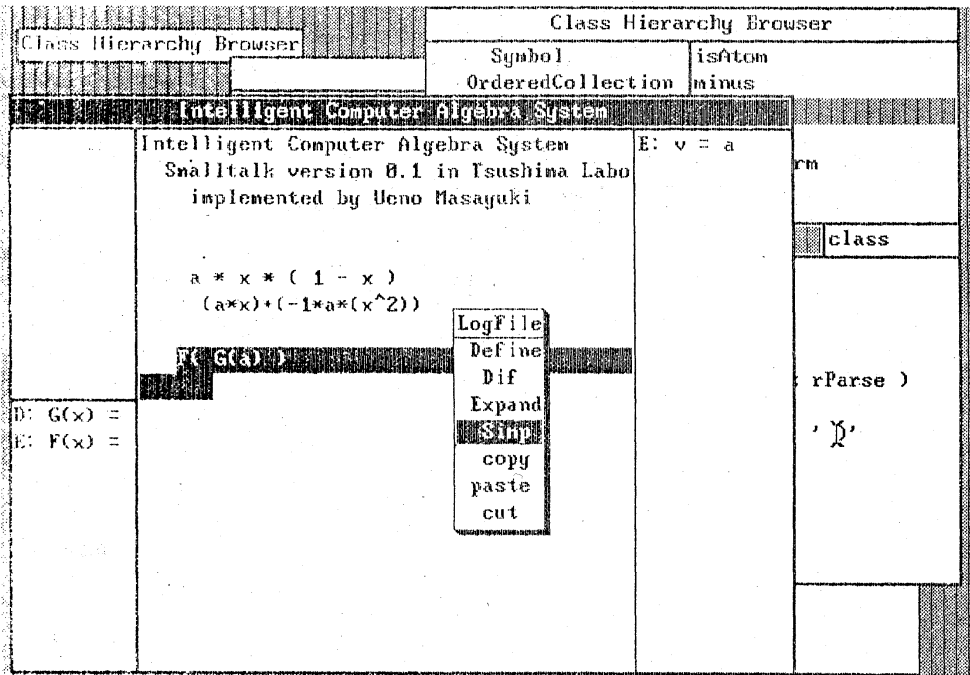 Class Hierarchy Browser
Class Hierarchy Browser
Symbol
OrderedCollection
isAtom
minus
rm
class
rParse )
Intelligent Computer Algebra System
Intelligent Computer Algebra System
Smalltalk version 0.1 in Tsushima Labo
implemented by Ueno Masayuki
a * x * ( 1 - x )
(a*x)+(-1*a*(x^2))
F( G(a) )
E: v = a
D: G(x) =
E: F(x) =
LogFile
Define
Dif
Expand
Simp
copy
paste
cut